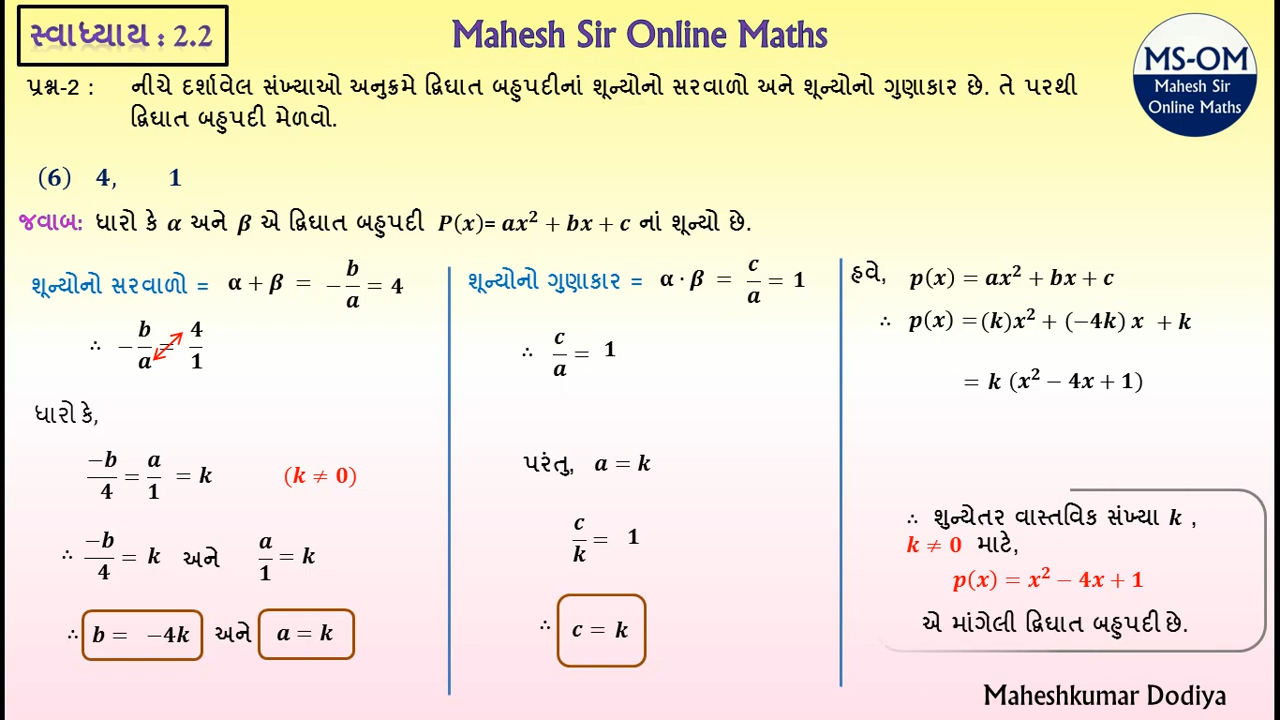 સ્વાધ્યાય : 2.2
Mahesh Sir Online Maths
MS-OM
Mahesh Sir
Online Maths
પ્રશ્ન-2 : નીચે દર્શાવેલ સંખ્યાઓ અનુક્રમે દ્વિઘાત બહુપદીનાં શૂન્યોનો સરવાળો અને શૂન્યોનો ગુણાકાર છે. તે પરથી
દ્વિઘાત બહુપદી મેળવો.
(6) 4, 1
જવાબ: ધારો કે α અને β એ દ્વિઘાત બહુપદી P(x)= ax² + bx + c નાં શૂન્યો છે.
શૂન્યોનો સરવાળો = α + β = −b/a = 4
∴ −b/a = 4/1
ધારો કે,
−b/4 = a/1 = k (k ≠ 0)
∴ −b/4 = k અને a/1 = k
∴ b = −4k અને a = k
શૂન્યોનો ગુણાકાર = α · β = c/a = 1
∴ c/a = 1
પરંતુ, a = k
c/k = 1
∴ c = k
હવે, p(x) = ax² + bx + c
∴ p(x) = (k)x² + (−4k) x + k
= k (x² − 4x + 1)
∴ શુન્યેતર વાસ્તવિક સંખ્યા k ,
k ≠ 0 માટે,
p(x) = x² − 4x + 1
એ માંગેલી દ્વિઘાત બહુપદી છે.
Maheshkumar Dodiya